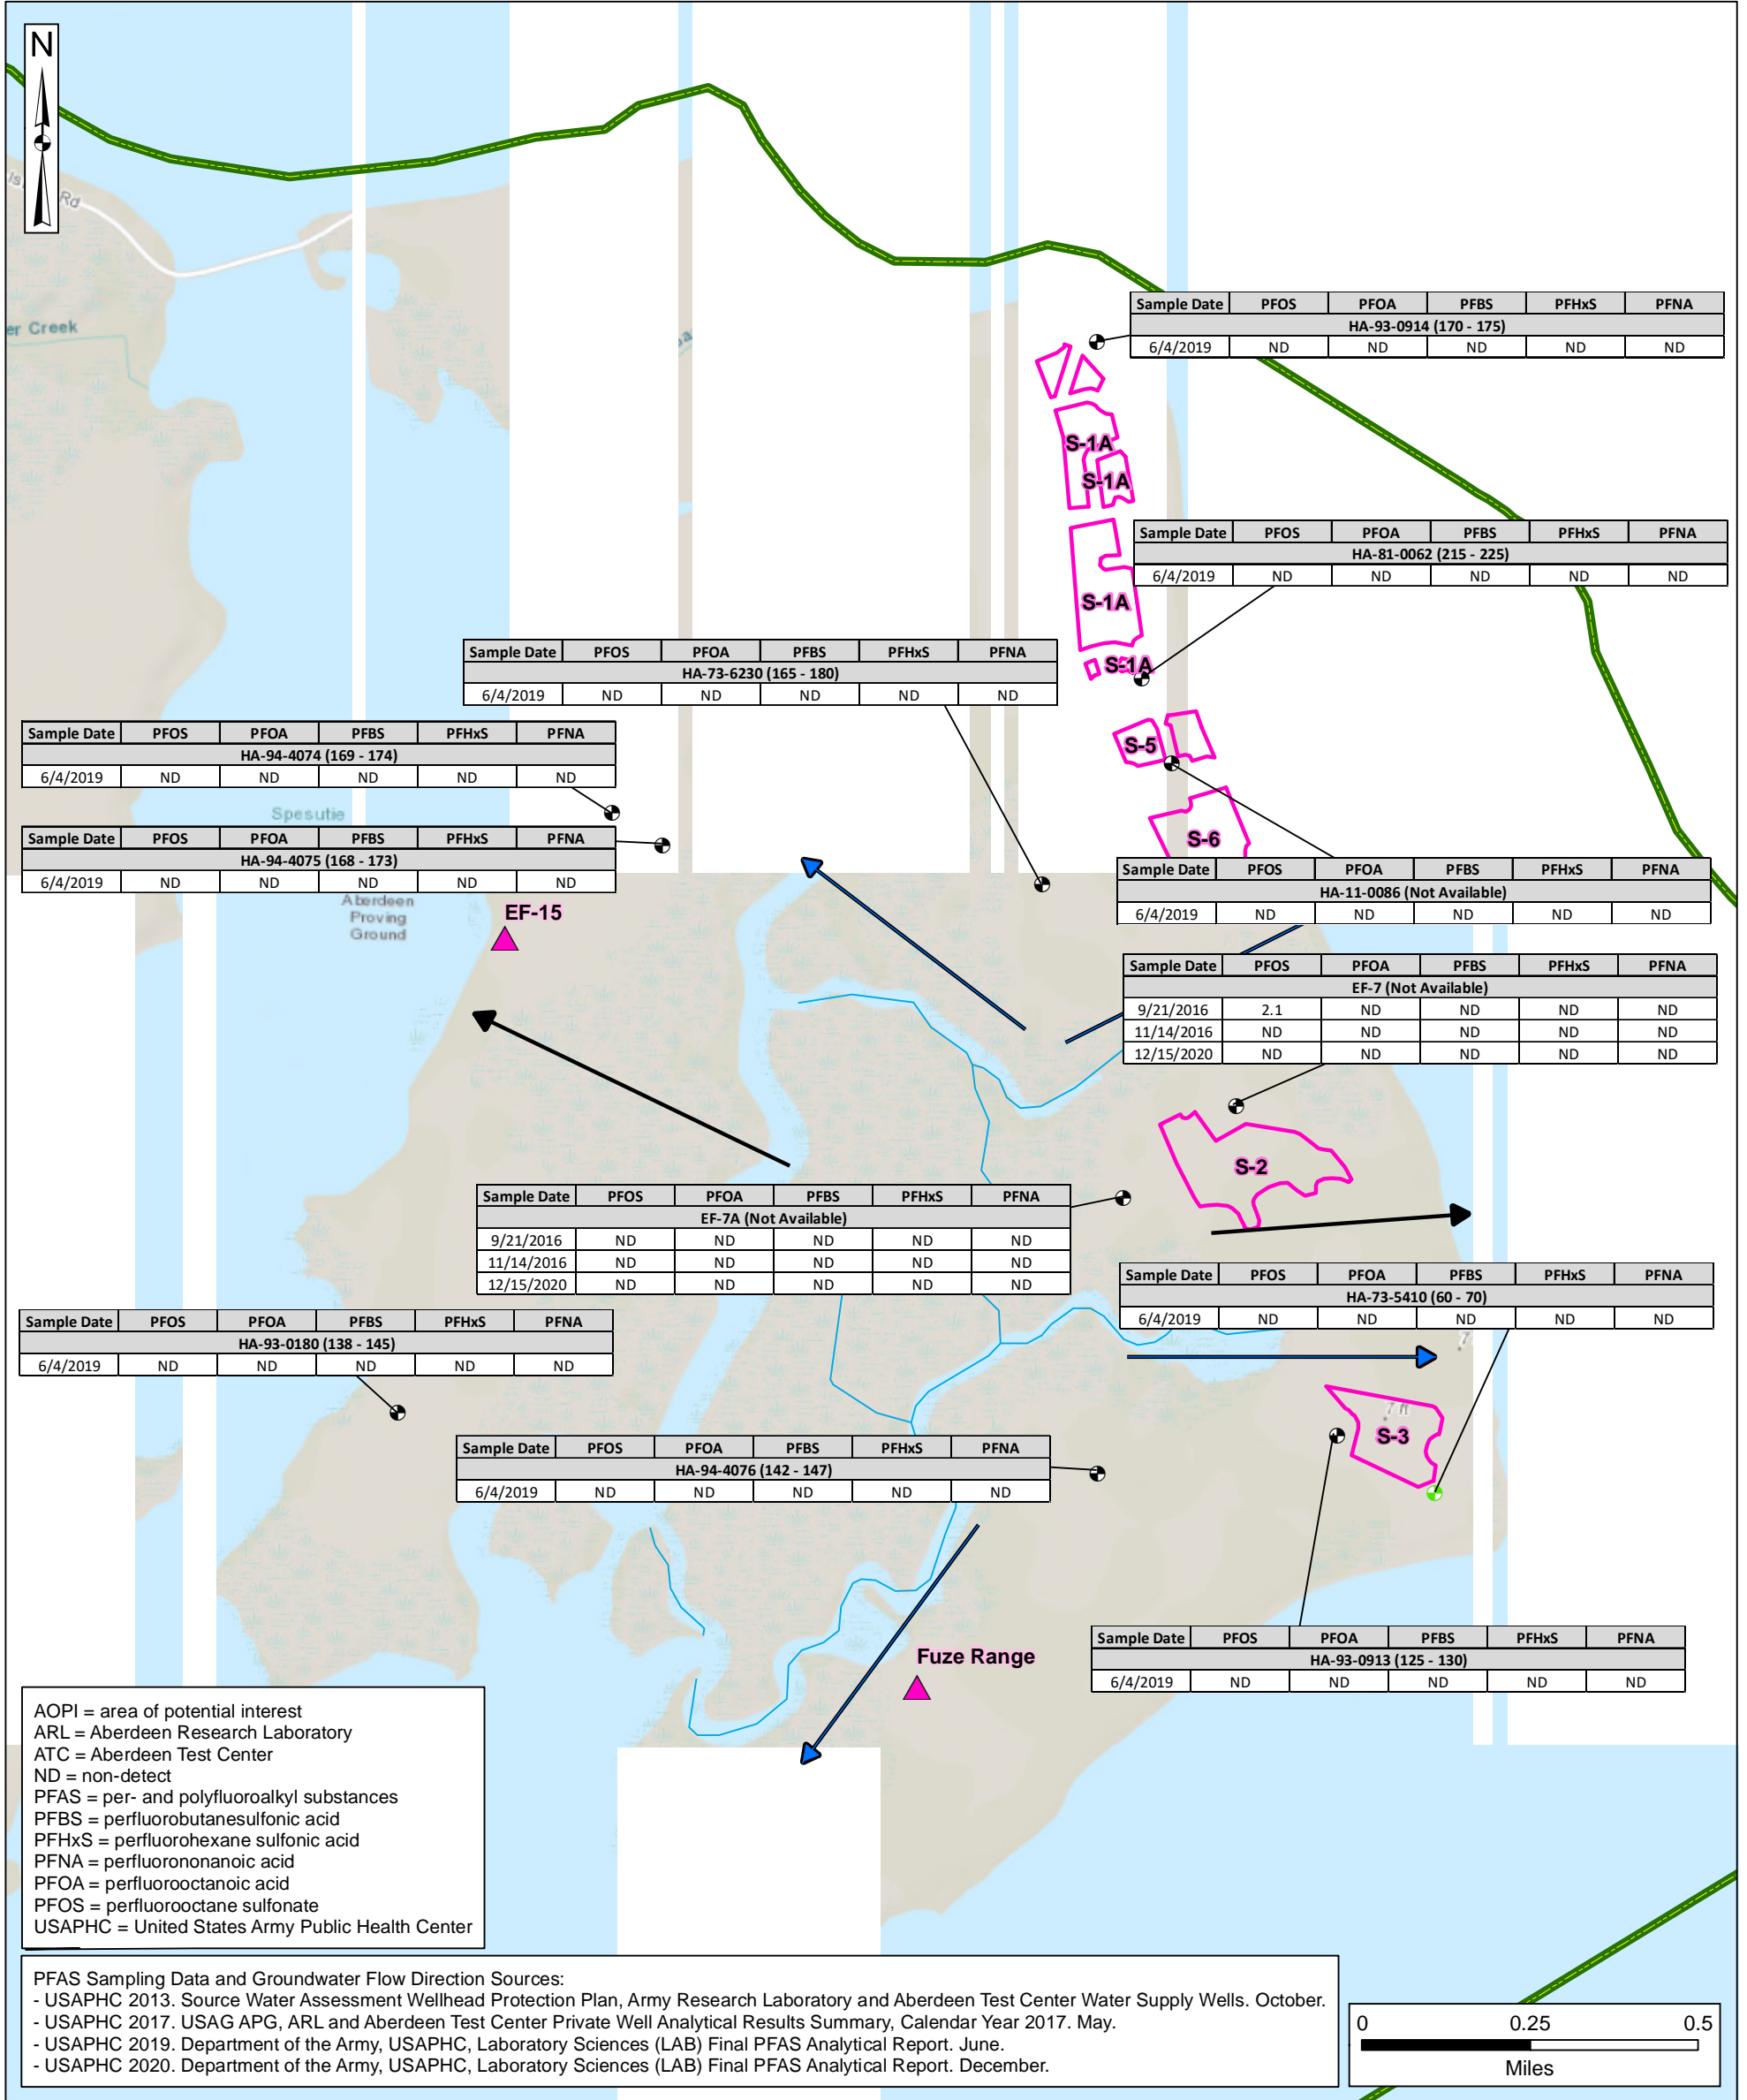 N
Rd
er Creek
Sample Date PFOS PFOA PFBS PFHxS PFNA
HA-93-0914 (170 - 175)
6/4/2019 ND ND ND ND ND
S-1A
S-1A
Sample Date PFOS PFOA PFBS PFHxS PFNA
HA-81-0062 (215 - 225)
6/4/2019 ND ND ND ND ND
S-1A
S-1A
Sample Date PFOS PFOA PFBS PFHxS PFNA
HA-73-6230 (165 - 180)
6/4/2019 ND ND ND ND ND
Sample Date PFOS PFOA PFBS PFHxS PFNA
HA-94-4074 (169 - 174)
6/4/2019 ND ND ND ND ND
S-5
Spesutie
S-6
Sample Date PFOS PFOA PFBS PFHxS PFNA
HA-94-4075 (168 - 173)
6/4/2019 ND ND ND ND ND
Sample Date PFOS PFOA PFBS PFHxS PFNA
HA-11-0086 (Not Available)
6/4/2019 ND ND ND ND ND
Aberdeen
Proving
Ground
EF-15
Sample Date PFOS PFOA PFBS PFHxS PFNA
EF-7 (Not Available)
9/21/2016 2.1 ND ND ND ND
11/14/2016 ND ND ND ND ND
12/15/2020 ND ND ND ND ND
S-2
Sample Date PFOS PFOA PFBS PFHxS PFNA
EF-7A (Not Available)
9/21/2016 ND ND ND ND ND
11/14/2016 ND ND ND ND ND
12/15/2020 ND ND ND ND ND
Sample Date PFOS PFOA PFBS PFHxS PFNA
HA-73-5410 (60 - 70)
6/4/2019 ND ND ND ND ND
Sample Date PFOS PFOA PFBS PFHxS PFNA
HA-93-0180 (138 - 145)
6/4/2019 ND ND ND ND ND
7 ft
S-3
Sample Date PFOS PFOA PFBS PFHxS PFNA
HA-94-4076 (142 - 147)
6/4/2019 ND ND ND ND ND
Sample Date PFOS PFOA PFBS PFHxS PFNA
HA-93-0913 (125 - 130)
6/4/2019 ND ND ND ND ND
Fuze Range
AOPI = area of potential interest
ARL = Aberdeen Research Laboratory
ATC = Aberdeen Test Center
ND = non-detect
PFAS = per- and polyfluoroalkyl substances
PFBS = perfluorobutanesulfonic acid
PFHxS = perfluorohexane sulfonic acid
PFNA = perfluorononanoic acid
PFOA = perfluorooctanoic acid
PFOS = perfluorooctane sulfonate
USAPHC = United States Army Public Health Center
PFAS Sampling Data and Groundwater Flow Direction Sources:
- USAPHC 2013. Source Water Assessment Wellhead Protection Plan, Army Research Laboratory and Aberdeen Test Center Water Supply Wells. October.
- USAPHC 2017. USAG APG, ARL and Aberdeen Test Center Private Well Analytical Results Summary, Calendar Year 2017. May.
- USAPHC 2019. Department of the Army, USAPHC, Laboratory Sciences (LAB) Final PFAS Analytical Report. June.
- USAPHC 2020. Department of the Army, USAPHC, Laboratory Sciences (LAB) Final PFAS Analytical Report. December.
0 0.25 0.5
Miles